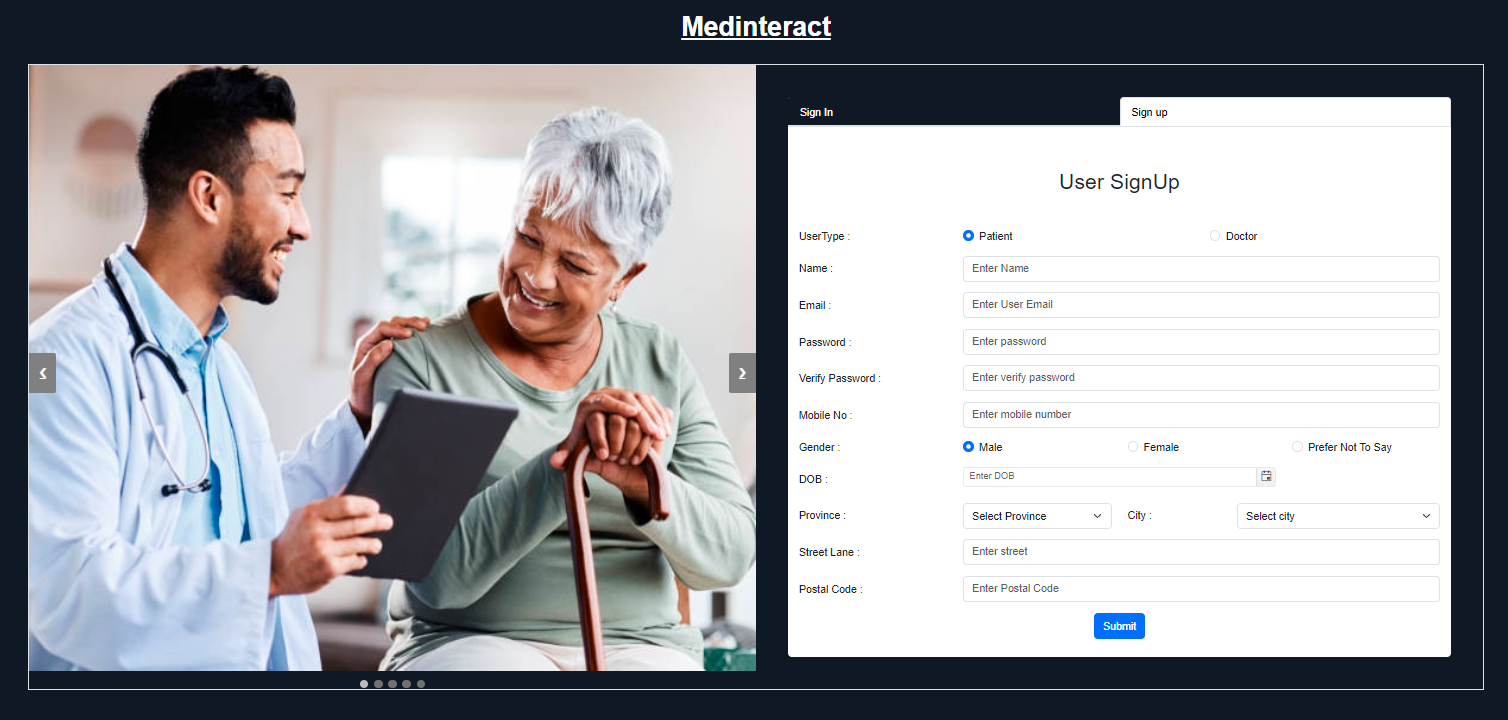 Medinteract
Sign In
Sign up
User SignUp
UserType :
Patient
Doctor
Name :
Enter Name
Email :
Enter User Email
Password :
Enter password
Verify Password :
Enter verify password
Mobile No :
Enter mobile number
Gender :
Male
Female
Prefer Not To Say
DOB :
Enter DOB
Province :
Select Province
City :
Select city
Street Lane :
Enter street
Postal Code :
Enter Postal Code
Submit